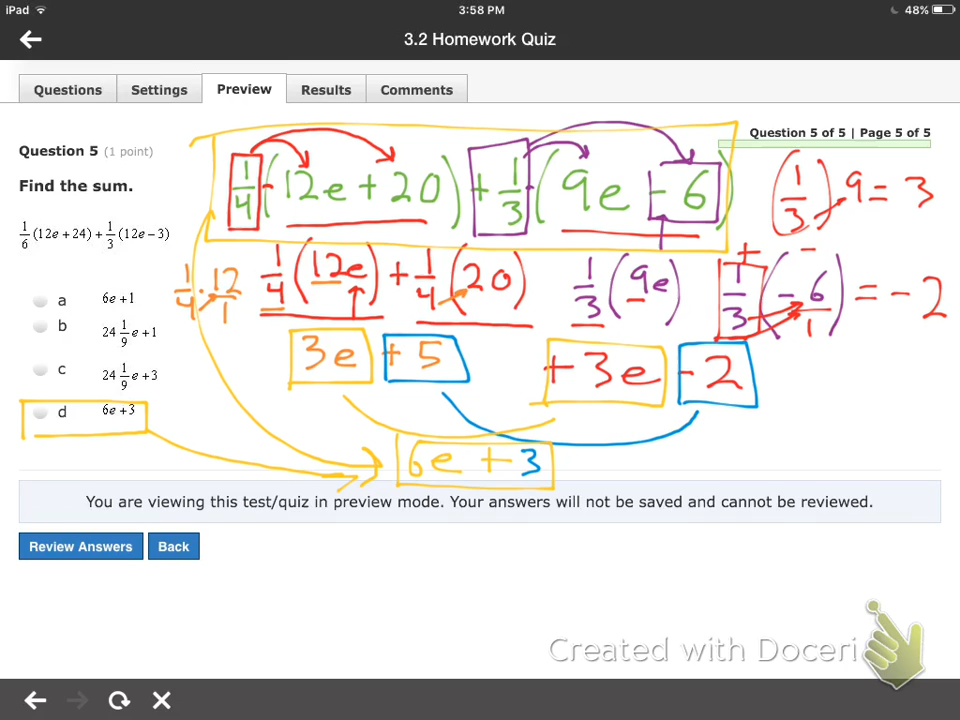 iPad 3:58 PM 48%
3.2 Homework Quiz
Questions Settings Preview Results Comments
Question 5 of 5 | Page 5 of 5
Question 5 (1 point)
Find the sum.
1/6 (12e + 24) + 1/3 (12e − 3)
1/4 (12e + 20) + 1/3 (9e − 6)
(1/3) 9 = 3
1/4 · 12/1 1/4 (12e) + 1/4 (20) 1/3 (9e) 1/3 (−6/1) = −2
+ −
3e + 5 + 3e − 2
6e + 3
a 6e + 1
b 24 1/9 e + 1
c 24 1/9 e + 3
d 6e + 3
You are viewing this test/quiz in preview mode. Your answers will not be saved and cannot be reviewed.
Review Answers Back
Created with Doceri